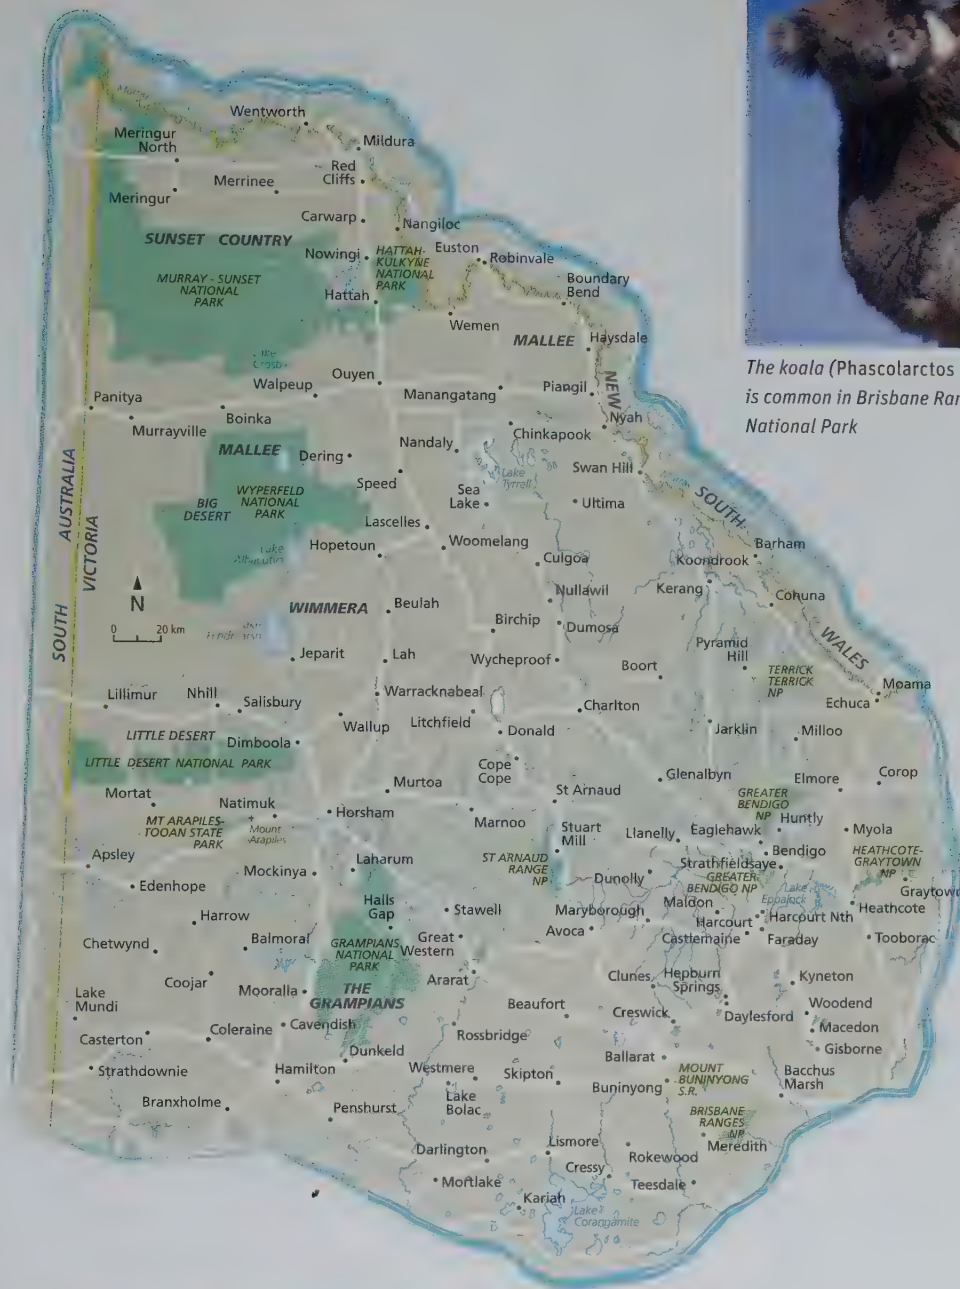 Wentworth
Mildura
Meringur
North
Red
Cliffs
Merrinee
Meringur
Carwarp
Nangiloc
SUNSET COUNTRY
Nowingi
HATTAH-
KULKYNE
NATIONAL
PARK
Euston
Robinvale
MURRAY - SUNSET
NATIONAL
PARK
Hattah
Boundary
Bend
Wemen
MALLEE
Haysdale
Ouyen
Walpeup
Manangatang
Piangil
NEW
Panitya
Boinka
Murrayville
Nyah
Chinkapook
MALLEE
Nandaly
Dering
Lake
Tyrrell
Swan Hill
Speed
Sea
Lake
Ultima
BIG
DESERT
WYPERFELD
NATIONAL
PARK
SOUTH
Lascelles
Hopetoun
Woomelang
Barham
Koondrook
Culgoa
SOUTH AUSTRALIA
VICTORIA
Nullawil
Kerang
Cohuna
N
WIMMERA
Beulah
0 20 km
Birchip
Dumosa
WALES
Pyramid
Hill
Jeparit
Lah
Wycheproof
Boort
TERRICK
TERRICK
NP
Moama
Echuca
Lillimur
Nhill
Salisbury
Warracknabeal
Charlton
Wallup
Litchfield
Donald
Jarklin
Milloo
LITTLE DESERT
Dimboola
LITTLE DESERT NATIONAL PARK
Cope
Cope
Glenalbyn
Elmore
Corop
Mortat
Natimuk
Murtoa
St Arnaud
GREATER
BENDIGO
NP
Huntly
MT ARAPILES-
TOOAN STATE
PARK
Mount
Arapiles
Horsham
Marnoo
Stuart
Mill
Llanelly
Eaglehawk
Myola
Apsley
Laharum
ST ARNAUD
RANGE
NP
Bendigo
Strathfieldsaye
HEATHCOTE-
GRAYTOWN
NP
Mockinya
Edenhope
Dunolly
GREATER
BENDIGO NP
Lake
Eppalock
Graytow
Halls
Gap
Stawell
Maryborough
Maldon
Heathcote
Harrow
Harcourt
Harcourt Nth
Avoca
Chetwynd
Balmoral
GRAMPIANS
NATIONAL
PARK
Great
Western
Castlemaine
Faraday
Tooborac
Coojar
Mooralla
THE
GRAMPIANS
Ararat
Clunes
Hepburn
Springs
Kyneton
Lake
Mundi
Beaufort
Creswick
Daylesford
Woodend
Casterton
Coleraine
Cavendish
Rossbridge
Macedon
Gisborne
Dunkeld
Ballarat
Strathdownie
Hamilton
Westmere
Skipton
Buninyong
MOUNT
BUNINYONG
S.R.
Bacchus
Marsh
Branxholme
Penshurst
Lake
Bolac
BRISBANE
RANGES
NP
Meredith
Darlington
Lismore
Rokewood
Cressy
Teesdale
Mortlake
Kariah
Lake
Corangamite
The koala (Phascolarctos
is common in Brisbane Ran
National Park